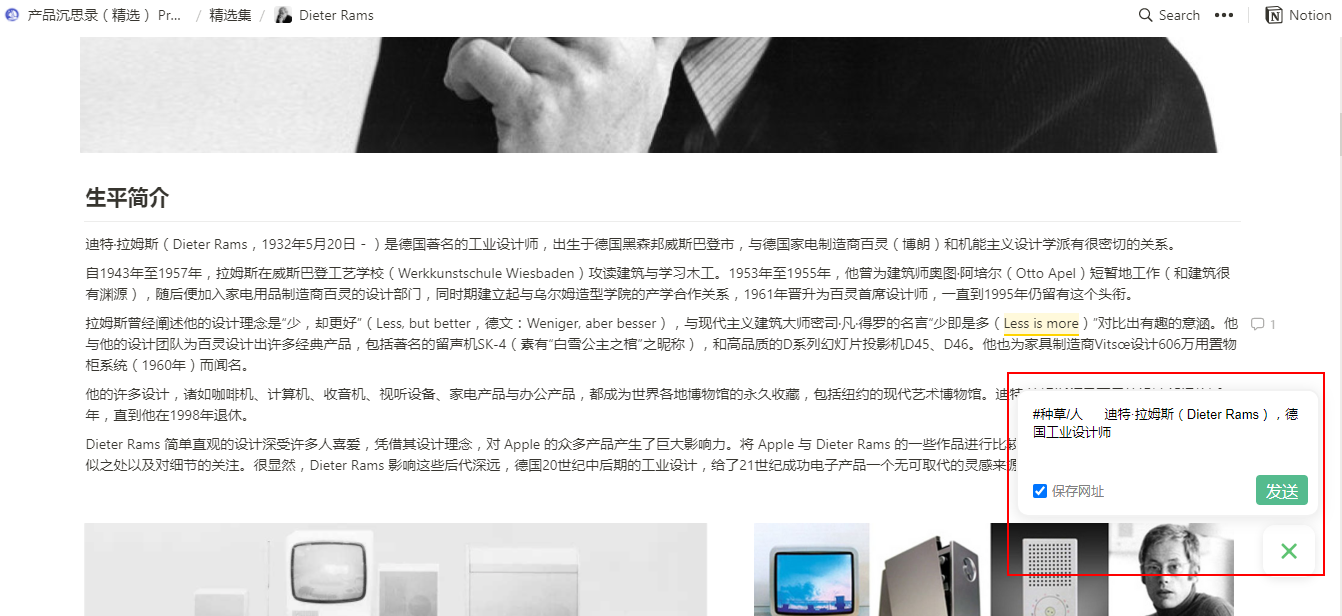 产品沉思录（精选） Pr... / 精选集 / Dieter Rams
Search ••• Notion
生平简介
迪特·拉姆斯（Dieter Rams，1932年5月20日－ ）是德国著名的工业设计师，出生于德国黑森邦威斯巴登市，与德国家电制造商百灵（博朗）和机能主义设计学派有很密切的关系。
自1943年至1957年，拉姆斯在威斯巴登工艺学校（Werkkunstschule Wiesbaden）攻读建筑与学习木工。1953年至1955年，他曾为建筑师奥图·阿培尔（Otto Apel）短暂地工作（和建筑很
有渊源），随后便加入家电用品制造商百灵的设计部门，同时期建立起与乌尔姆造型学院的产学合作关系，1961年晋升为百灵首席设计师，一直到1995年仍留有这个头衔。
拉姆斯曾经阐述他的设计理念是“少，却更好”（Less, but better，德文：Weniger, aber besser），与现代主义建筑大师密司·凡·得罗的名言“少即是多（Less is more）”对比出有趣的意涵。他
1
与他的设计团队为百灵设计出许多经典产品，包括著名的留声机SK-4（素有“白雪公主之棺”之昵称），和高品质的D系列幻灯片投影机D45、D46。他也为家具制造商Vitsœ设计606万用置物
柜系统（1960年）而闻名。
他的许多设计，诸如咖啡机、计算机、收音机、视听设备、家电产品与办公产品，都成为世界各地博物馆的永久收藏，包括纽约的现代艺术博物馆。迪特
年，直到他在1998年退休。
Dieter Rams 简单直观的设计深受许多人喜爱，凭借其设计理念，对 Apple 的众多产品产生了巨大影响力。将 Apple 与 Dieter Rams 的一些作品进行比较
似之处以及对细节的关注。很显然，Dieter Rams 影响这些后代深远，德国20世纪中后期的工业设计，给了21世纪成功电子产品一个无可取代的灵感来源
#种草/人 迪特·拉姆斯（Dieter Rams），德
国工业设计师
保存网址
发送